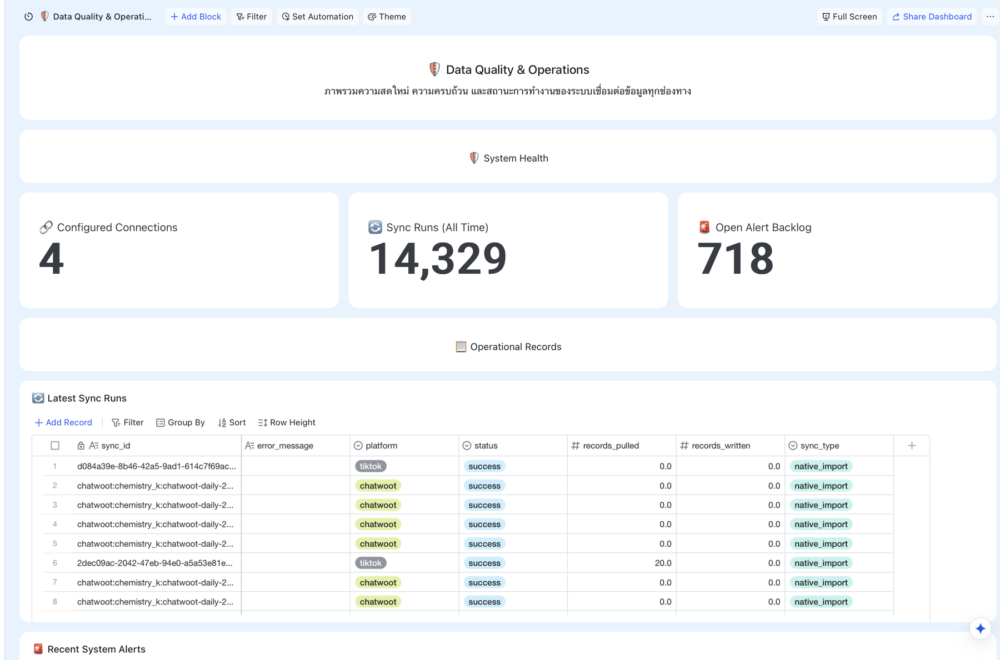 Data Quality & Operati... Add Block Filter Set Automation Theme Full Screen Share Dashboard ...
Data Quality & Operations
ภาพรวมความสดใหม่ ความครบถ้วน และสถานะการทำงานของระบบเชื่อมต่อข้อมูลทุกช่องทาง
System Health
Configured Connections
4
Sync Runs (All Time)
14,329
Open Alert Backlog
718
Operational Records
Latest Sync Runs
Add Record Filter Group By Sort Row Height
sync_id error_message platform status records_pulled records_written sync_type
1 d084a39e-8b46-42a5-9ad1-614c7f69ac... tiktok success 0.0 0.0 native_import
2 chatwoot:chemistry_k:chatwoot-daily-2... chatwoot success 0.0 0.0 native_import
3 chatwoot:chemistry_k:chatwoot-daily-2... chatwoot success 0.0 0.0 native_import
4 chatwoot:chemistry_k:chatwoot-daily-2... chatwoot success 0.0 0.0 native_import
5 chatwoot:chemistry_k:chatwoot-daily-2... chatwoot success 0.0 0.0 native_import
6 2dec09ac-2042-47eb-94e0-a5a53e81e... tiktok success 20.0 0.0 native_import
7 chatwoot:chemistry_k:chatwoot-daily-2... chatwoot success 0.0 0.0 native_import
8 chatwoot:chemistry_k:chatwoot-daily-2... chatwoot success 0.0 0.0 native_import
Recent System Alerts